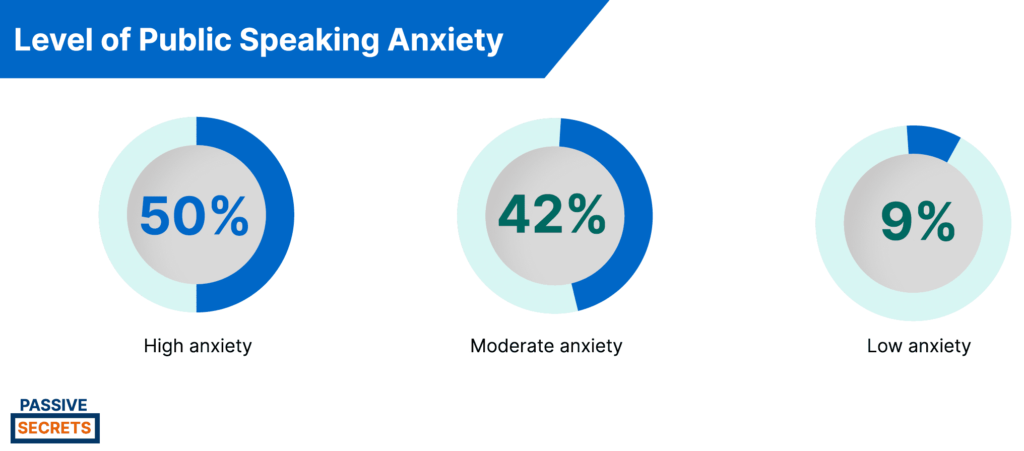 Level of Public Speaking Anxiety
50%
42%
9%
High anxiety
Moderate anxiety
Low anxiety
PASSIVE
SECRETS